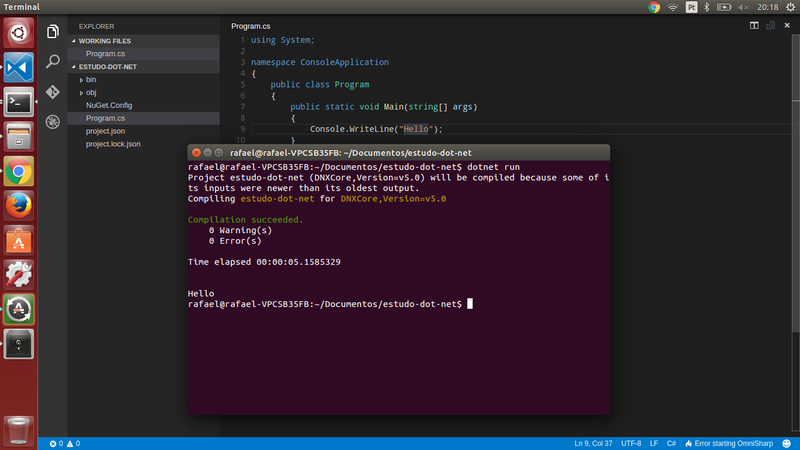 Terminal
Pt
20:18
EXPLORER
WORKING FILES
Program.cs
ESTUDO-DOT-NET
bin
obj
NuGet.Config
Program.cs
project.json
project.lock.json
Program.cs
1 using System;
2
3 namespace ConsoleApplication
4 {
5 public class Program
6 {
7 public static void Main(string[] args)
8 {
9 Console.WriteLine("Hello");
10 }
rafael@rafael-VPCSB35FB: ~/Documentos/estudo-dot-net
rafael@rafael-VPCSB35FB:~/Documentos/estudo-dot-net$ dotnet run
Project estudo-dot-net (DNXCore,Version=v5.0) will be compiled because some of i
ts inputs were newer than its oldest output.
Compiling estudo-dot-net for DNXCore,Version=v5.0
Compilation succeeded.
0 Warning(s)
0 Error(s)
Time elapsed 00:00:05.1585329
Hello
rafael@rafael-VPCSB35FB:~/Documentos/estudo-dot-net$
0 0
Ln 9, Col 37 UTF-8 LF C# Error starting OmniSharp